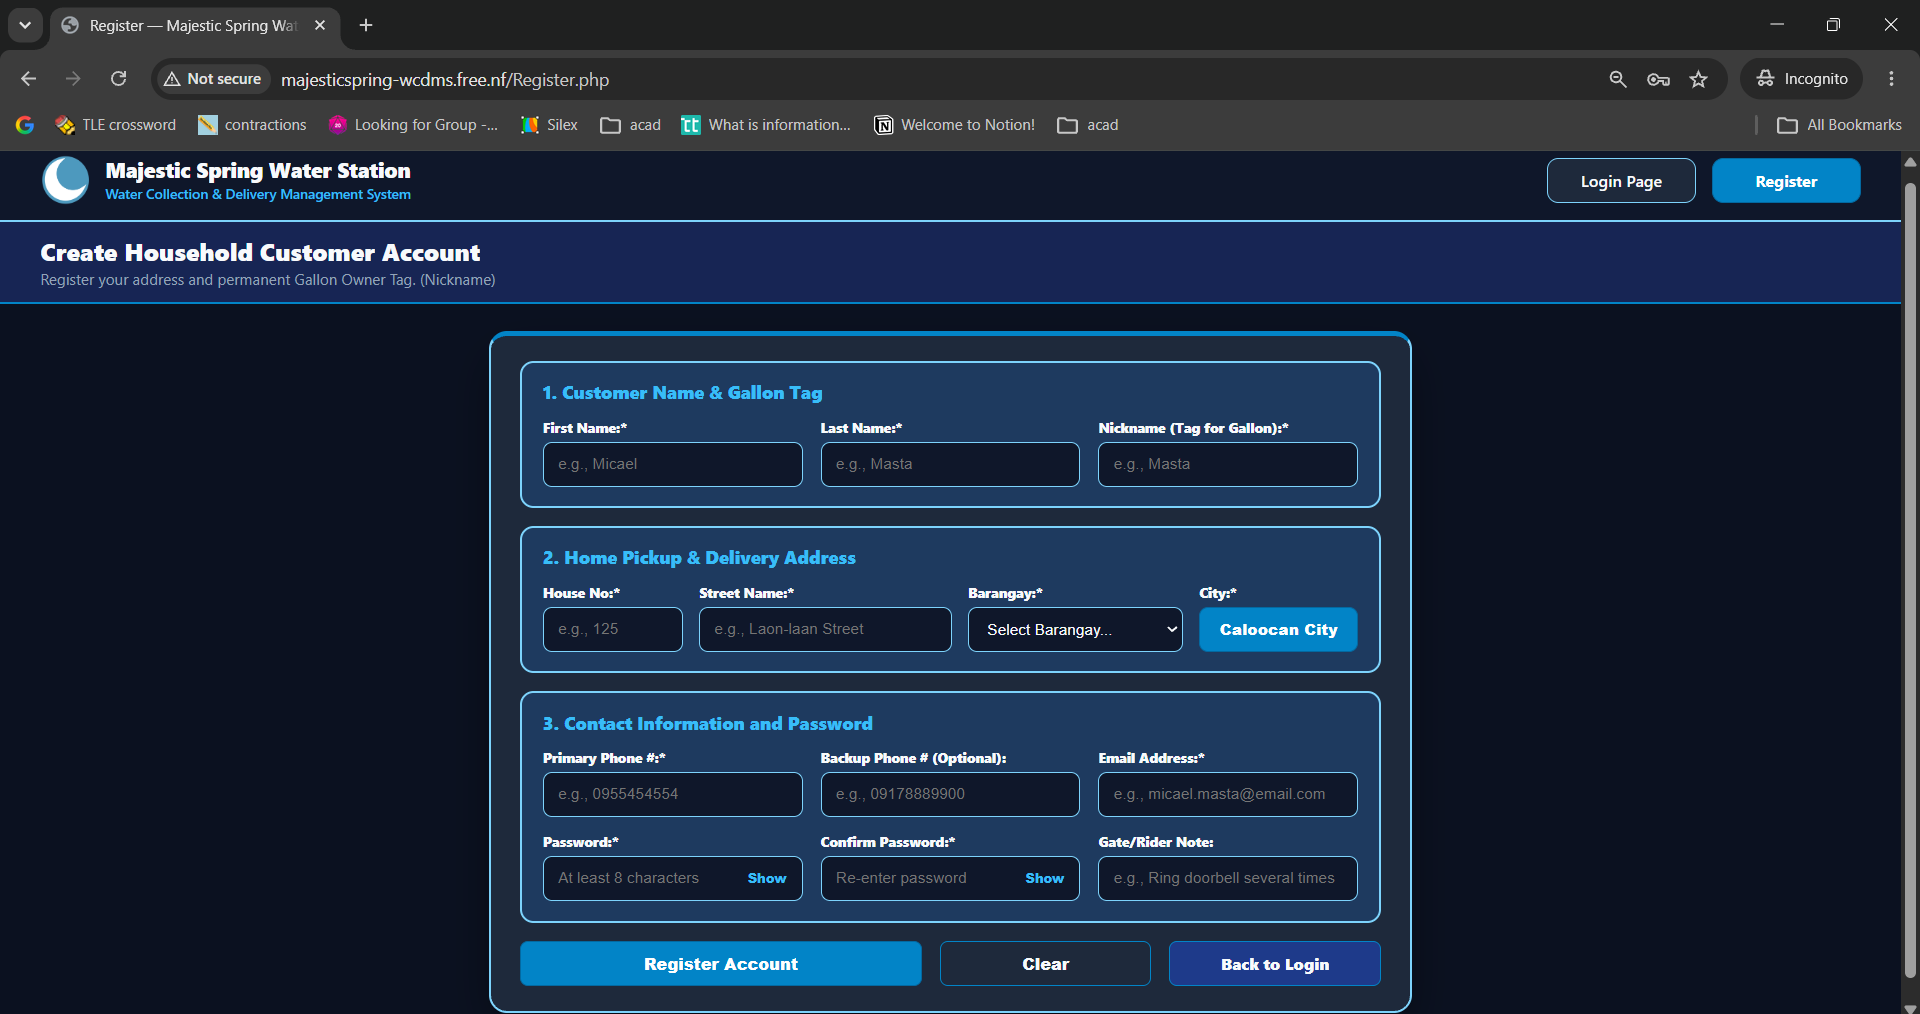 Register — Majestic Spring Wat
Not secure
majesticspring-wcdms.free.nf/Register.php
Incognito
TLE crossword
contractions
Looking for Group -...
Silex
acad
What is information...
Welcome to Notion!
acad
All Bookmarks
Majestic Spring Water Station
Water Collection & Delivery Management System
Login Page
Register
Create Household Customer Account
Register your address and permanent Gallon Owner Tag. (Nickname)
1. Customer Name & Gallon Tag
First Name:*
Last Name:*
Nickname (Tag for Gallon):*
e.g., Micael
e.g., Masta
e.g., Masta
2. Home Pickup & Delivery Address
House No:*
Street Name:*
Barangay:*
City:*
e.g., 125
e.g., Laon-laan Street
Select Barangay...
Caloocan City
3. Contact Information and Password
Primary Phone #:*
Backup Phone # (Optional):
Email Address:*
e.g., 0955454554
e.g., 09178889900
e.g., micael.masta@email.com
Password:*
Confirm Password:*
Gate/Rider Note:
At least 8 characters
Show
Re-enter password
Show
e.g., Ring doorbell several times
Register Account
Clear
Back to Login